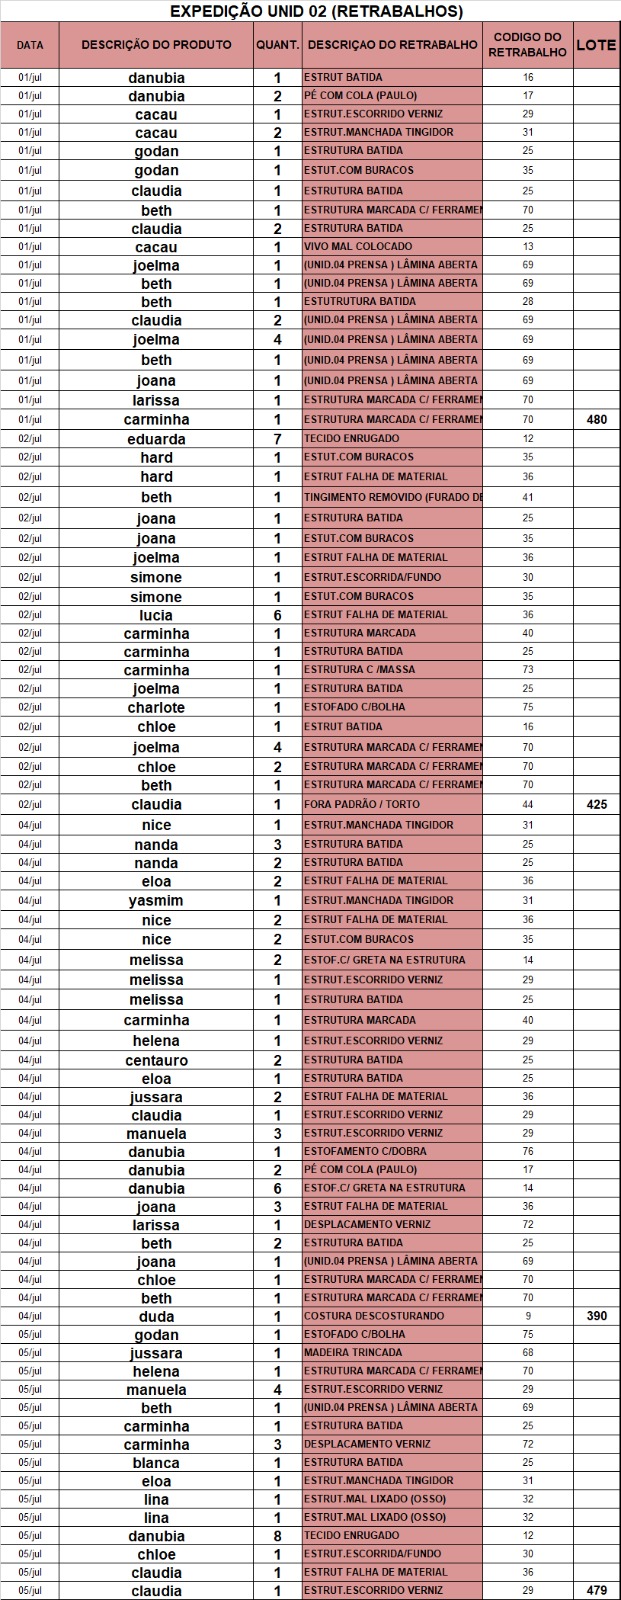 EXPEDIÇÃO UNID 02 (RETRABALHOS)
DATA DESCRIÇÃO DO PRODUTO QUANT. DESCRIÇAO DO RETRABALHO CODIGO DO RETRABALHO LOTE
01/jul danubia 1 ESTRUT BATIDA 16
01/jul danubia 2 PÉ COM COLA (PAULO) 17
01/jul cacau 1 ESTRUT.ESCORRIDO VERNIZ 29
01/jul cacau 2 ESTRUT.MANCHADA TINGIDOR 31
01/jul godan 1 ESTRUTURA BATIDA 25
01/jul godan 1 ESTUT.COM BURACOS 35
01/jul claudia 1 ESTRUTURA BATIDA 25
01/jul beth 1 ESTRUTURA MARCADA C/ FERRAMEN 70
01/jul claudia 2 ESTRUTURA BATIDA 25
01/jul cacau 1 VIVO MAL COLOCADO 13
01/jul joelma 1 (UNID.04 PRENSA ) LÂMINA ABERTA 69
01/jul beth 1 (UNID.04 PRENSA ) LÂMINA ABERTA 69
01/jul beth 1 ESTUTRUTURA BATIDA 28
01/jul claudia 2 (UNID.04 PRENSA ) LÂMINA ABERTA 69
01/jul joelma 4 (UNID.04 PRENSA ) LÂMINA ABERTA 69
01/jul beth 1 (UNID.04 PRENSA ) LÂMINA ABERTA 69
01/jul joana 1 (UNID.04 PRENSA ) LÂMINA ABERTA 69
01/jul larissa 1 ESTRUTURA MARCADA C/ FERRAMEN 70
01/jul carminha 1 ESTRUTURA MARCADA C/ FERRAMEN 70 480
02/jul eduarda 7 TECIDO ENRUGADO 12
02/jul hard 1 ESTUT.COM BURACOS 35
02/jul hard 1 ESTRUT FALHA DE MATERIAL 36
02/jul beth 1 TINGIMENTO REMOVIDO (FURADO DE 41
02/jul joana 1 ESTRUTURA BATIDA 25
02/jul joana 1 ESTUT.COM BURACOS 35
02/jul joelma 1 ESTRUT FALHA DE MATERIAL 36
02/jul simone 1 ESTRUT.ESCORRIDA/FUNDO 30
02/jul simone 1 ESTUT.COM BURACOS 35
02/jul lucia 6 ESTRUT FALHA DE MATERIAL 36
02/jul carminha 1 ESTRUTURA MARCADA 40
02/jul carminha 1 ESTRUTURA BATIDA 25
02/jul carminha 1 ESTRUTURA C /MASSA 73
02/jul joelma 1 ESTRUTURA BATIDA 25
02/jul charlote 1 ESTOFADO C/BOLHA 75
02/jul chloe 1 ESTRUT BATIDA 16
02/jul joelma 4 ESTRUTURA MARCADA C/ FERRAMEN 70
02/jul chloe 2 ESTRUTURA MARCADA C/ FERRAMEN 70
02/jul beth 1 ESTRUTURA MARCADA C/ FERRAMEN 70
02/jul claudia 1 FORA PADRÃO / TORTO 44 425
04/jul nice 1 ESTRUT.MANCHADA TINGIDOR 31
04/jul nanda 3 ESTRUTURA BATIDA 25
04/jul nanda 2 ESTRUTURA BATIDA 25
04/jul eloa 2 ESTRUT FALHA DE MATERIAL 36
04/jul yasmim 1 ESTRUT.MANCHADA TINGIDOR 31
04/jul nice 2 ESTRUT FALHA DE MATERIAL 36
04/jul nice 2 ESTUT.COM BURACOS 35
04/jul melissa 2 ESTOF.C/ GRETA NA ESTRUTURA 14
04/jul melissa 1 ESTRUT.ESCORRIDO VERNIZ 29
04/jul melissa 1 ESTRUTURA BATIDA 25
04/jul carminha 1 ESTRUTURA MARCADA 40
04/jul helena 1 ESTRUT.ESCORRIDO VERNIZ 29
04/jul centauro 2 ESTRUTURA BATIDA 25
04/jul eloa 1 ESTRUTURA BATIDA 25
04/jul jussara 2 ESTRUT FALHA DE MATERIAL 36
04/jul claudia 1 ESTRUT.ESCORRIDO VERNIZ 29
04/jul manuela 3 ESTRUT.ESCORRIDO VERNIZ 29
04/jul danubia 1 ESTOFAMENTO C/DOBRA 76
04/jul danubia 2 PÉ COM COLA (PAULO) 17
04/jul danubia 6 ESTOF.C/ GRETA NA ESTRUTURA 14
04/jul joana 3 ESTRUT FALHA DE MATERIAL 36
04/jul larissa 1 DESPLACAMENTO VERNIZ 72
04/jul beth 2 ESTRUTURA BATIDA 25
04/jul joana 1 (UNID.04 PRENSA ) LÂMINA ABERTA 69
04/jul chloe 1 ESTRUTURA MARCADA C/ FERRAMEN 70
04/jul beth 1 ESTRUTURA MARCADA C/ FERRAMEN 70
04/jul duda 1 COSTURA DESCOSTURANDO 9 390
05/jul godan 1 ESTOFADO C/BOLHA 75
05/jul jussara 1 MADEIRA TRINCADA 68
05/jul helena 1 ESTRUTURA MARCADA C/ FERRAMEN 70
05/jul manuela 4 ESTRUT.ESCORRIDO VERNIZ 29
05/jul beth 1 (UNID.04 PRENSA ) LÂMINA ABERTA 69
05/jul carminha 1 ESTRUTURA BATIDA 25
05/jul carminha 3 DESPLACAMENTO VERNIZ 72
05/jul blanca 1 ESTRUTURA BATIDA 25
05/jul eloa 1 ESTRUT.MANCHADA TINGIDOR 31
05/jul lina 1 ESTRUT.MAL LIXADO (OSSO) 32
05/jul lina 1 ESTRUT.MAL LIXADO (OSSO) 32
05/jul danubia 8 TECIDO ENRUGADO 12
05/jul chloe 1 ESTRUT.ESCORRIDA/FUNDO 30
05/jul claudia 1 ESTRUT FALHA DE MATERIAL 36
05/jul claudia 1 ESTRUT.ESCORRIDO VERNIZ 29 479